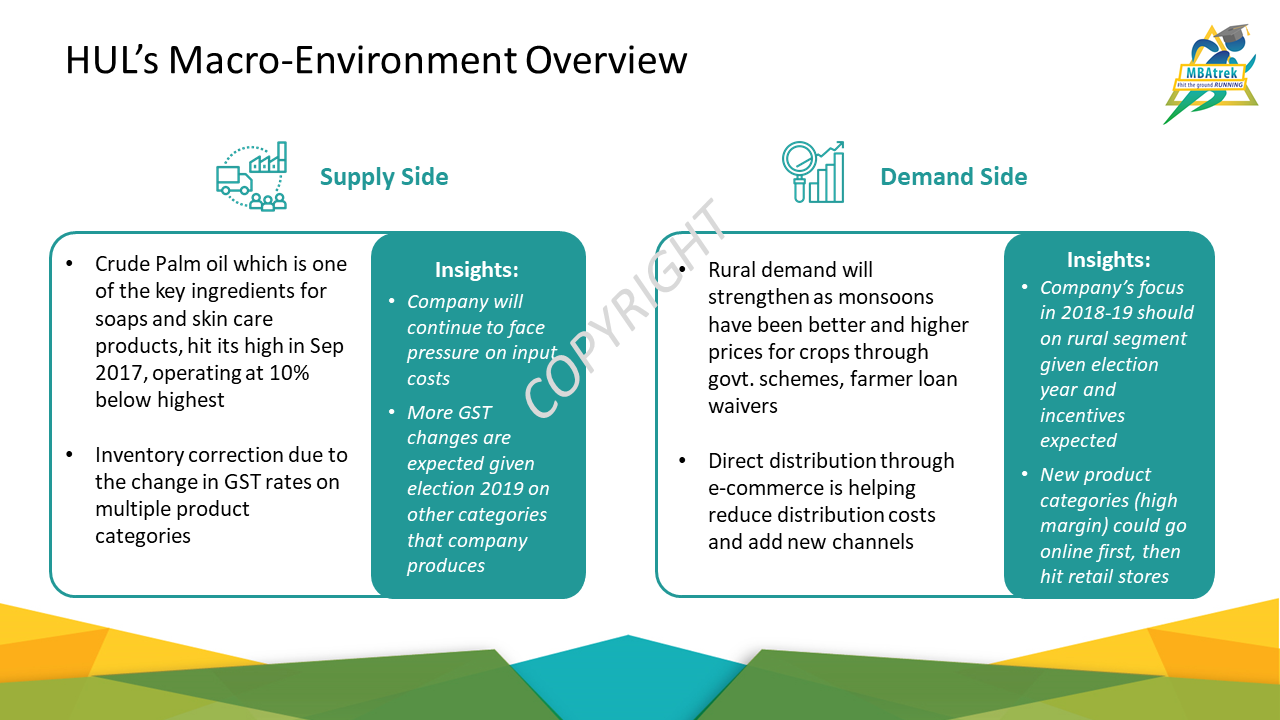 HUL’s Macro-Environment Overview
MBAtrek
#hit the ground RUNNING
Supply Side
• Crude Palm oil which is one
of the key ingredients for
soaps and skin care
products, hit its high in Sep
2017, operating at 10%
below highest
• Inventory correction due to
the change in GST rates on
multiple product
categories
Insights:
• Company will
continue to face
pressure on input
costs
• More GST
changes are
expected given
election 2019 on
other categories
that company
produces
COPYRIGHT
Demand Side
• Rural demand will
strengthen as monsoons
have been better and higher
prices for crops through
govt. schemes, farmer loan
waivers
• Direct distribution through
e-commerce is helping
reduce distribution costs
and add new channels
Insights:
• Company’s focus
in 2018-19 should
on rural segment
given election
year and
incentives
expected
• New product
categories (high
margin) could go
online first, then
hit retail stores